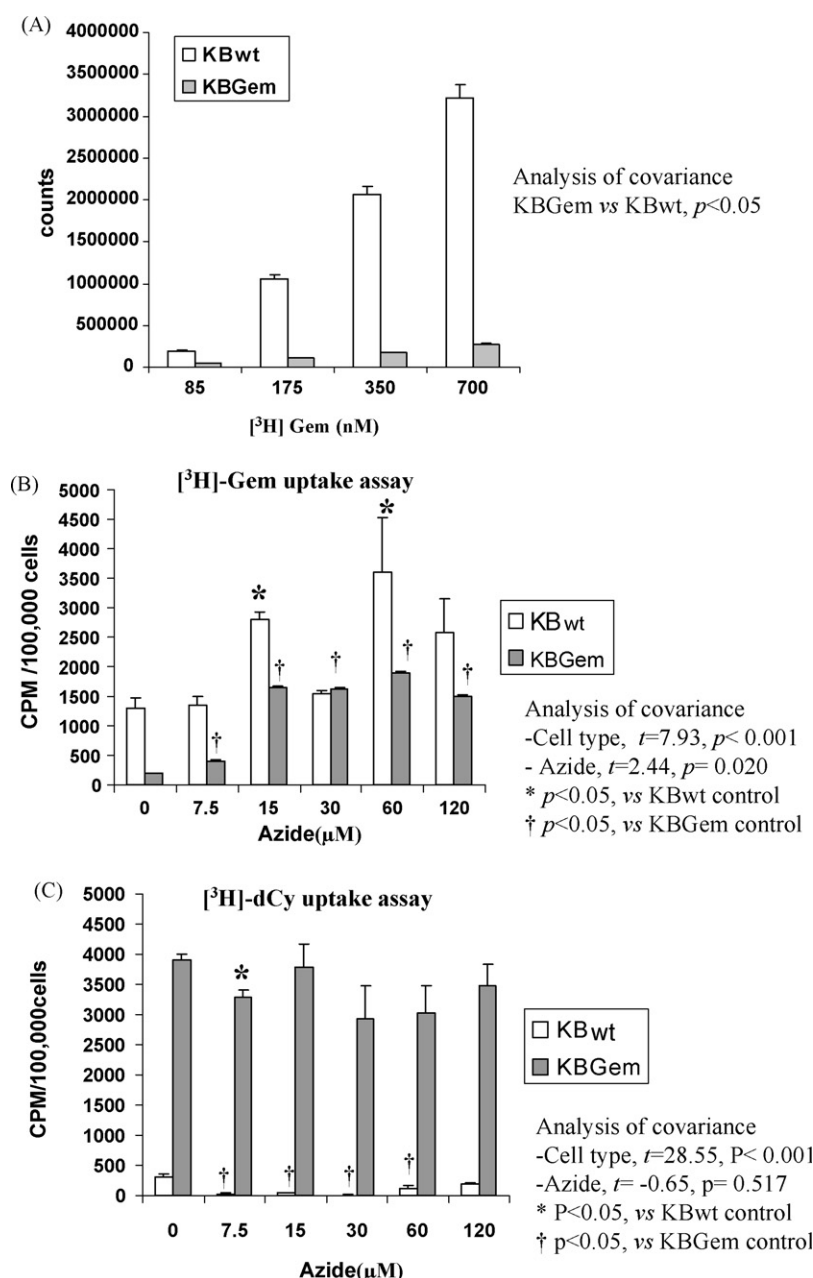 (A)
4000000
3500000
3000000
2500000
2000000
1500000
1000000
500000
0
counts
KBwt
KBGem
85 175 350 700
[³H] Gem (nM)
Analysis of covariance
KBGem vs KBwt, p<0.05
(B)
[³H]-Gem uptake assay
5000
4500
4000
3500
3000
2500
2000
1500
1000
500
0
CPM /100,000 cells
*
*
†
†
†
†
†
KBwt
KBGem
0 7.5 15 30 60 120
Azide(µM)
Analysis of covariance
-Cell type, t=7.93, p< 0.001
- Azide, t=2.44, p= 0.020
* p<0.05, vs KBwt control
† p<0.05, vs KBGem control
(C)
[³H]-dCy uptake assay
5000
4500
4000
3500
3000
2500
2000
1500
1000
500
0
CPM/100,000cells
*
†
†
†
†
KBwt
KBGem
0 7.5 15 30 60 120
Azide(µM)
Analysis of covariance
-Cell type, t=28.55, P< 0.001
-Azide, t= -0.65, p= 0.517
* P<0.05, vs KBwt control
† p<0.05, vs KBGem control